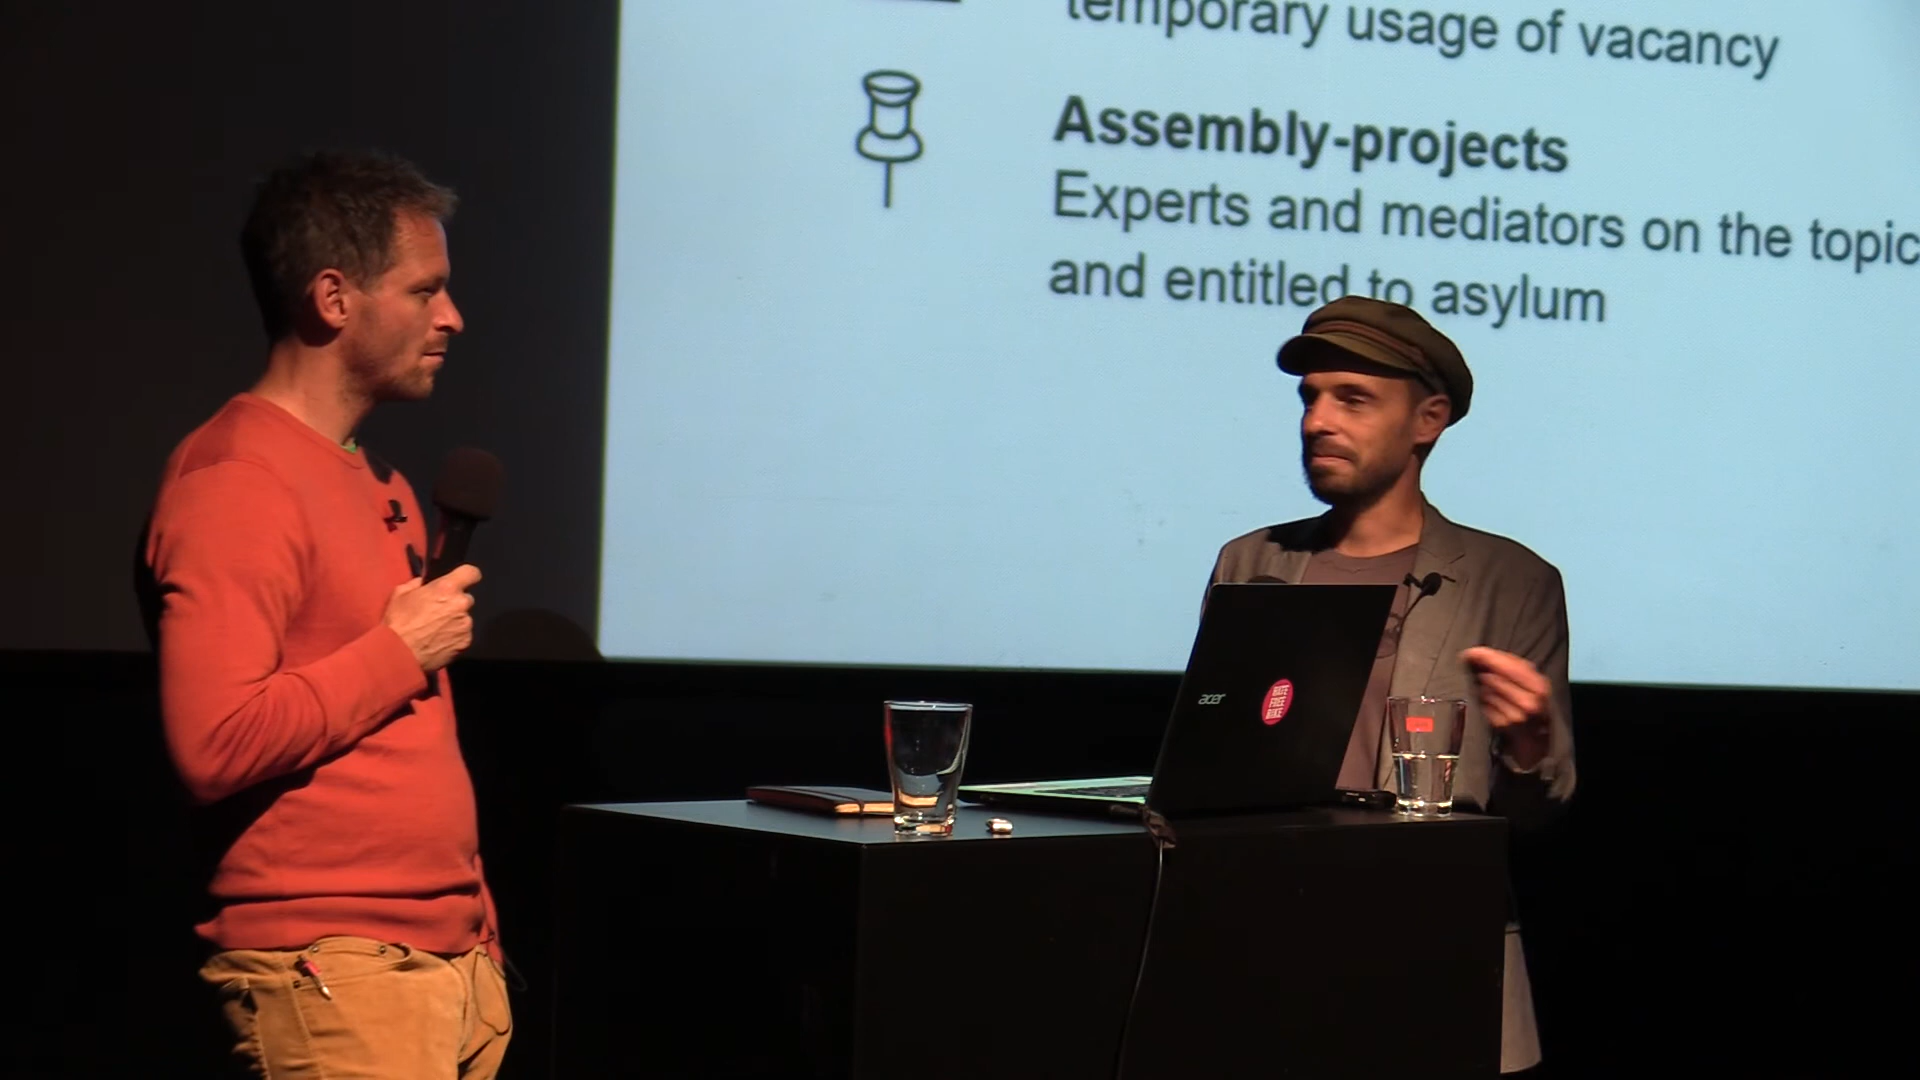 temporary usage of vacancy
Assembly-projects
Experts and mediators on the topic
and entitled to asylum
acer
HATE
FREE
BIKE